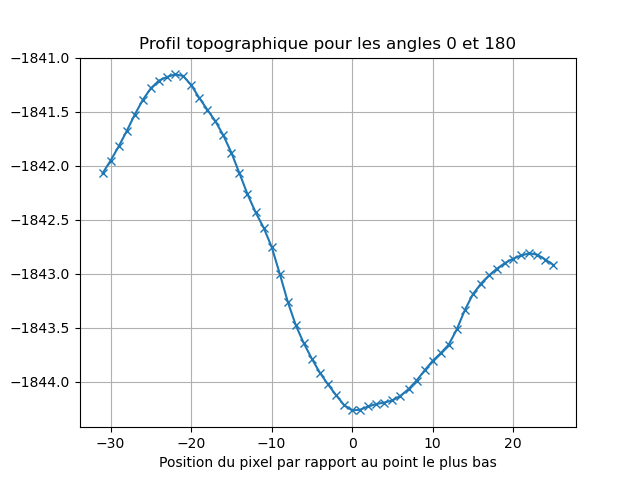 Profil topographique pour les angles 0 et 180
−1841.0
−1841.5
−1842.0
−1842.5
−1843.0
−1843.5
−1844.0
−30 −20 −10 0 10 20
Position du pixel par rapport au point le plus bas